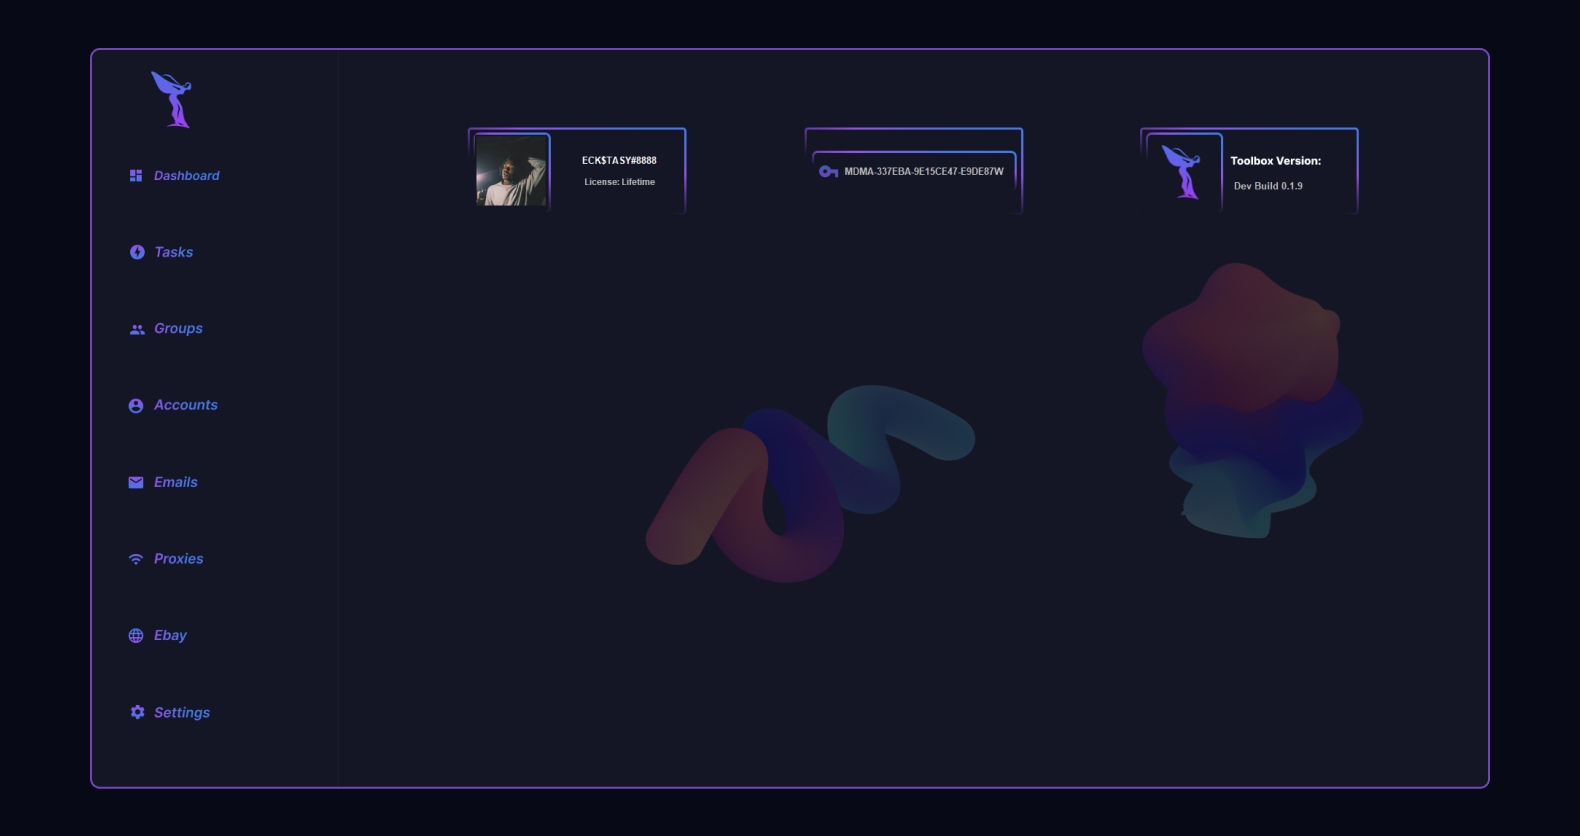 Dashboard
Tasks
Groups
Accounts
Emails
Proxies
Ebay
Settings
ECK$TASY#8888
License: Lifetime
MDMA-337EBA-9E15CE47-E9DE87W
Toolbox Version:
Dev Build 0.1.9